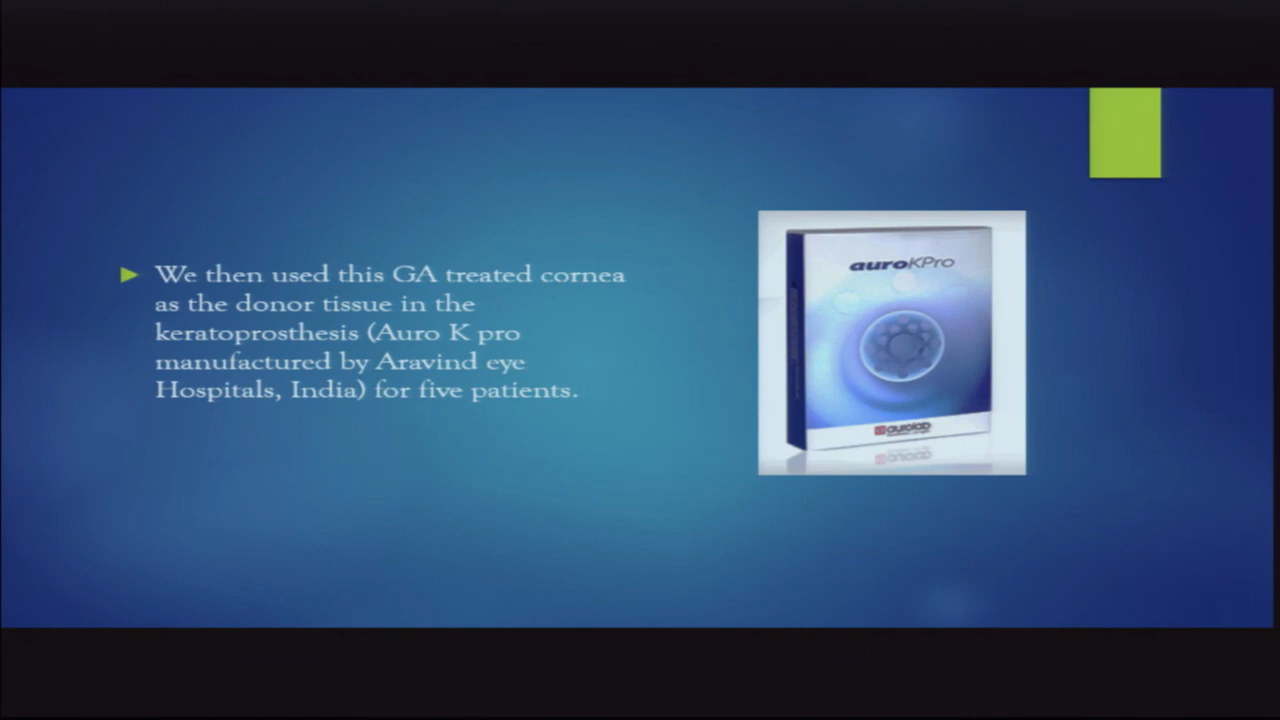 We then used this GA treated cornea
as the donor tissue in the
keratoprosthesis (Auro K pro
manufactured by Aravind eye
Hospitals, India) for five patients.
auroKPro
aurolab